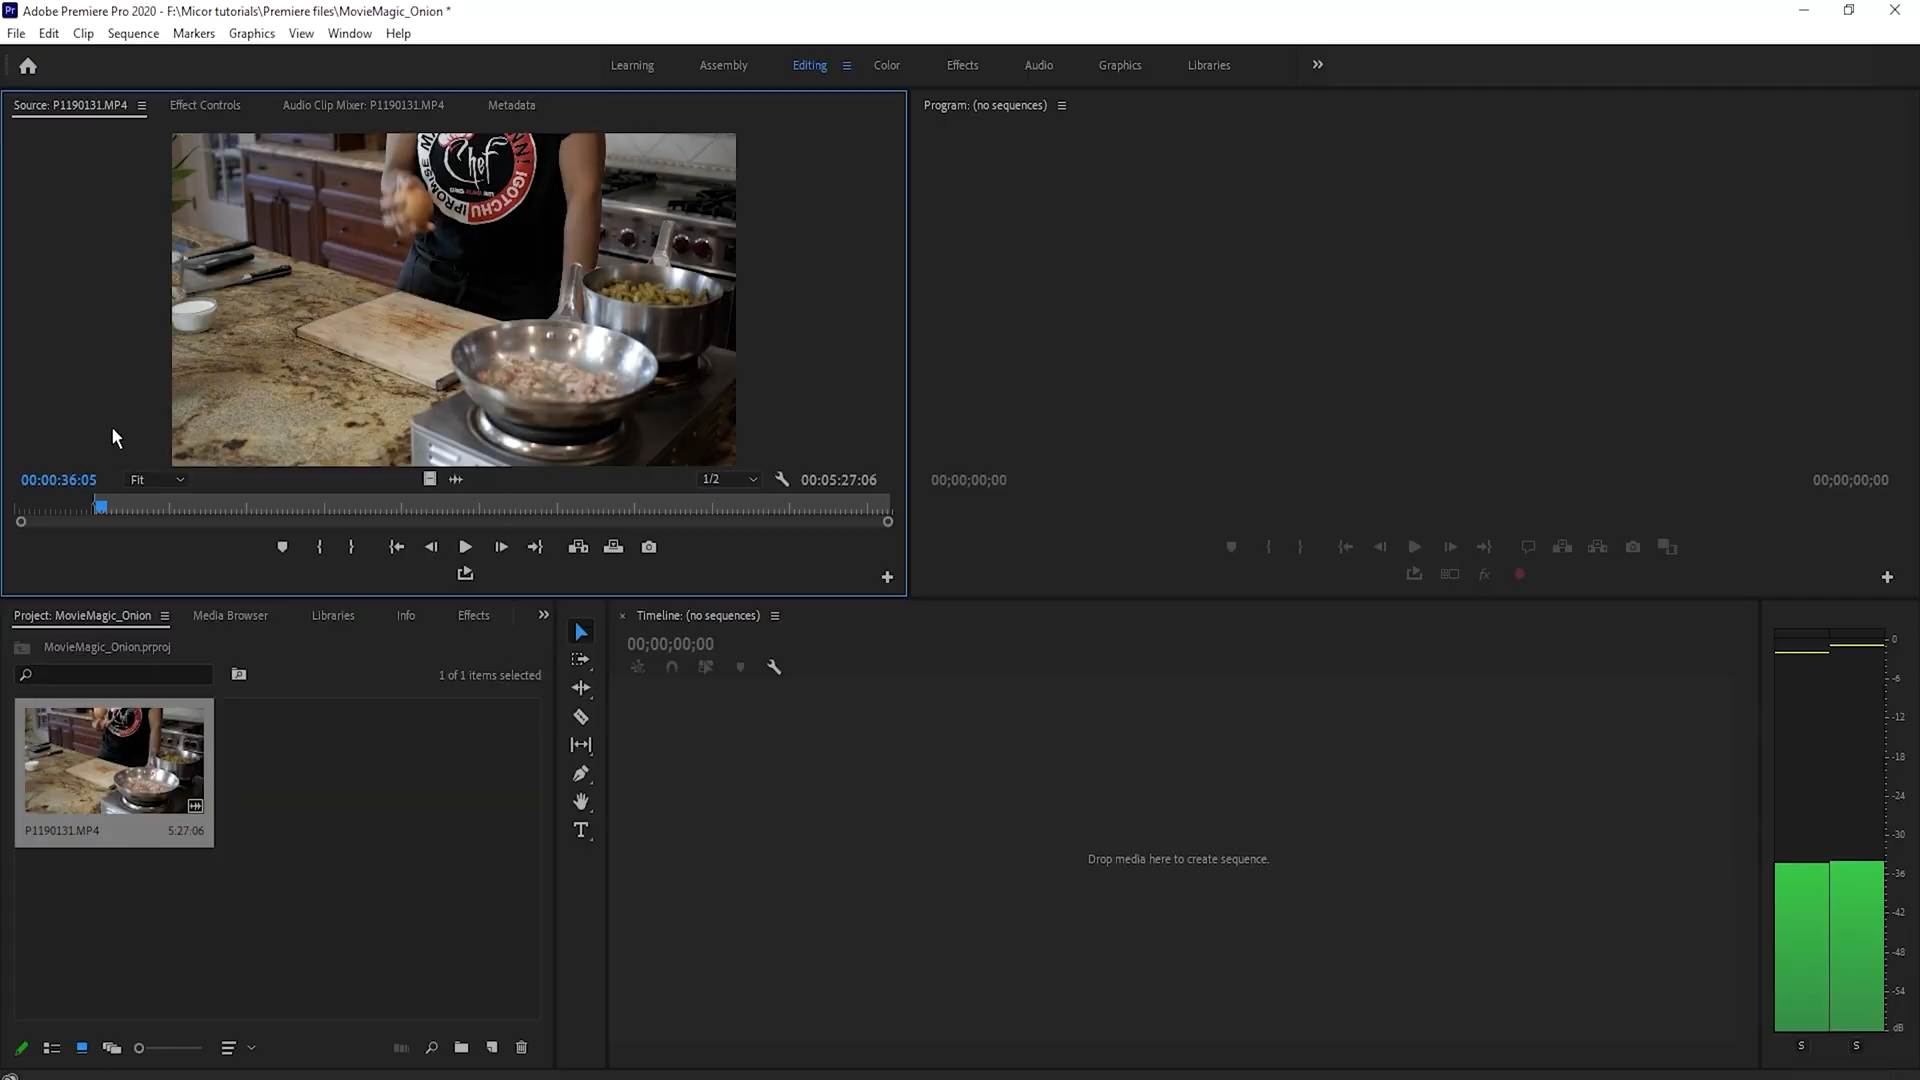 Adobe Premiere Pro 2020 - F:\Micor tutorials\Premiere files\MovieMagic_Onion *
File Edit Clip Sequence Markers Graphics View Window Help
Learning Assembly Editing Color Effects Audio Graphics Libraries
Source: P1190131.MP4 Effect Controls Audio Clip Mixer: P1190131.MP4 Metadata
Program: (no sequences)
Chef
IPROMISE
IGOTCHU
00:00:36:05 Fit 1/2 00:05:27:06
00;00;00;00 00;00;00;00
fx
Project: MovieMagic_Onion Media Browser Libraries Info Effects
MovieMagic_Onion.prproj
1 of 1 items selected
P1190131.MP4 5:27:06
T
Timeline: (no sequences)
00;00;00;00
Drop media here to create sequence.
0
-6
-12
-18
-24
-30
-36
-42
-48
-54
dB
S S